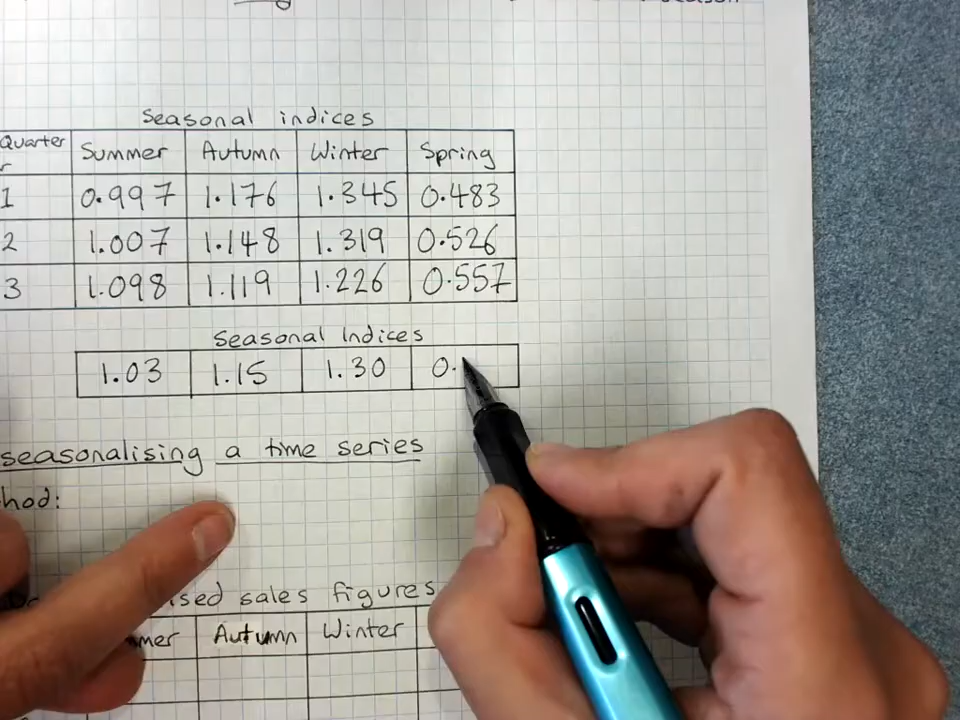 Seasonal indices
Quarter Summer Autumn Winter Spring
1 0.997 1.176 1.345 0.483
2 1.007 1.148 1.319 0.526
3 1.098 1.119 1.226 0.557
Seasonal Indices
1.03 1.15 1.30 0.
seasonalising a time series
hod:
ised sales figures
mer Autumn Winter